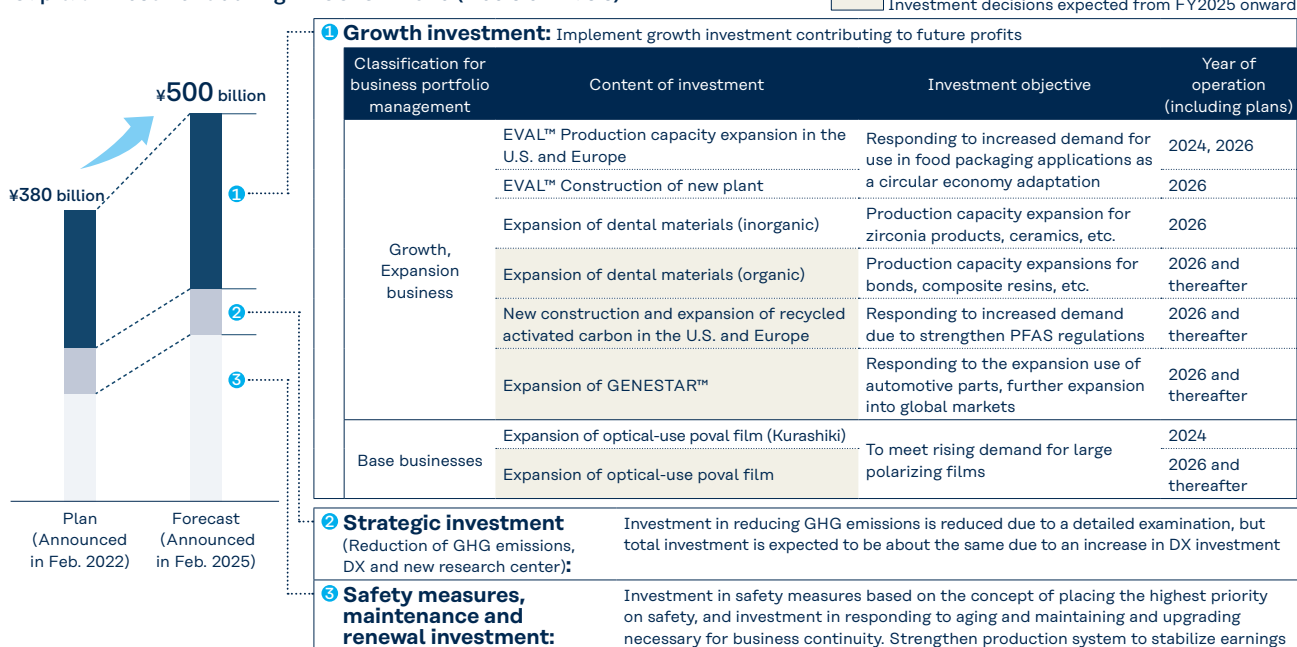 Investment decisions expected from FY2025 onward
¥500 billion
¥380 billion
1
2
3
Plan
(Announced
in Feb. 2022)
Forecast
(Announced
in Feb. 2025)
1 Growth investment: Implement growth investment contributing to future profits
Classification for
business portfolio
management
Content of investment
Investment objective
Year of
operation
(including plans)
Growth,
Expansion
business
EVAL™ Production capacity expansion in the
U.S. and Europe
Responding to increased demand for
use in food packaging applications as
a circular economy adaptation
2024, 2026
EVAL™ Construction of new plant
2026
Expansion of dental materials (inorganic)
Production capacity expansion for
zirconia products, ceramics, etc.
2026
Expansion of dental materials (organic)
Production capacity expansions for
bonds, composite resins, etc.
2026 and
thereafter
New construction and expansion of recycled
activated carbon in the U.S. and Europe
Responding to increased demand
due to strengthen PFAS regulations
2026 and
thereafter
Expansion of GENESTAR™
Responding to the expansion use of
automotive parts, further expansion
into global markets
2026 and
thereafter
Base businesses
Expansion of optical-use poval film (Kurashiki)
To meet rising demand for large
polarizing films
2024
Expansion of optical-use poval film
2026 and
thereafter
2 Strategic investment
(Reduction of GHG emissions,
DX and new research center):
Investment in reducing GHG emissions is reduced due to a detailed examination, but
total investment is expected to be about the same due to an increase in DX investment
3 Safety measures,
maintenance and
renewal investment:
Investment in safety measures based on the concept of placing the highest priority
on safety, and investment in responding to aging and maintaining and upgrading
necessary for business continuity. Strengthen production system to stabilize earnings